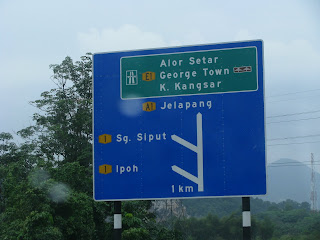 Alor Setar
E1 George Town
K. Kangsar
A1 Jelapang
1 Sg. Siput
1 Ipoh
1 km